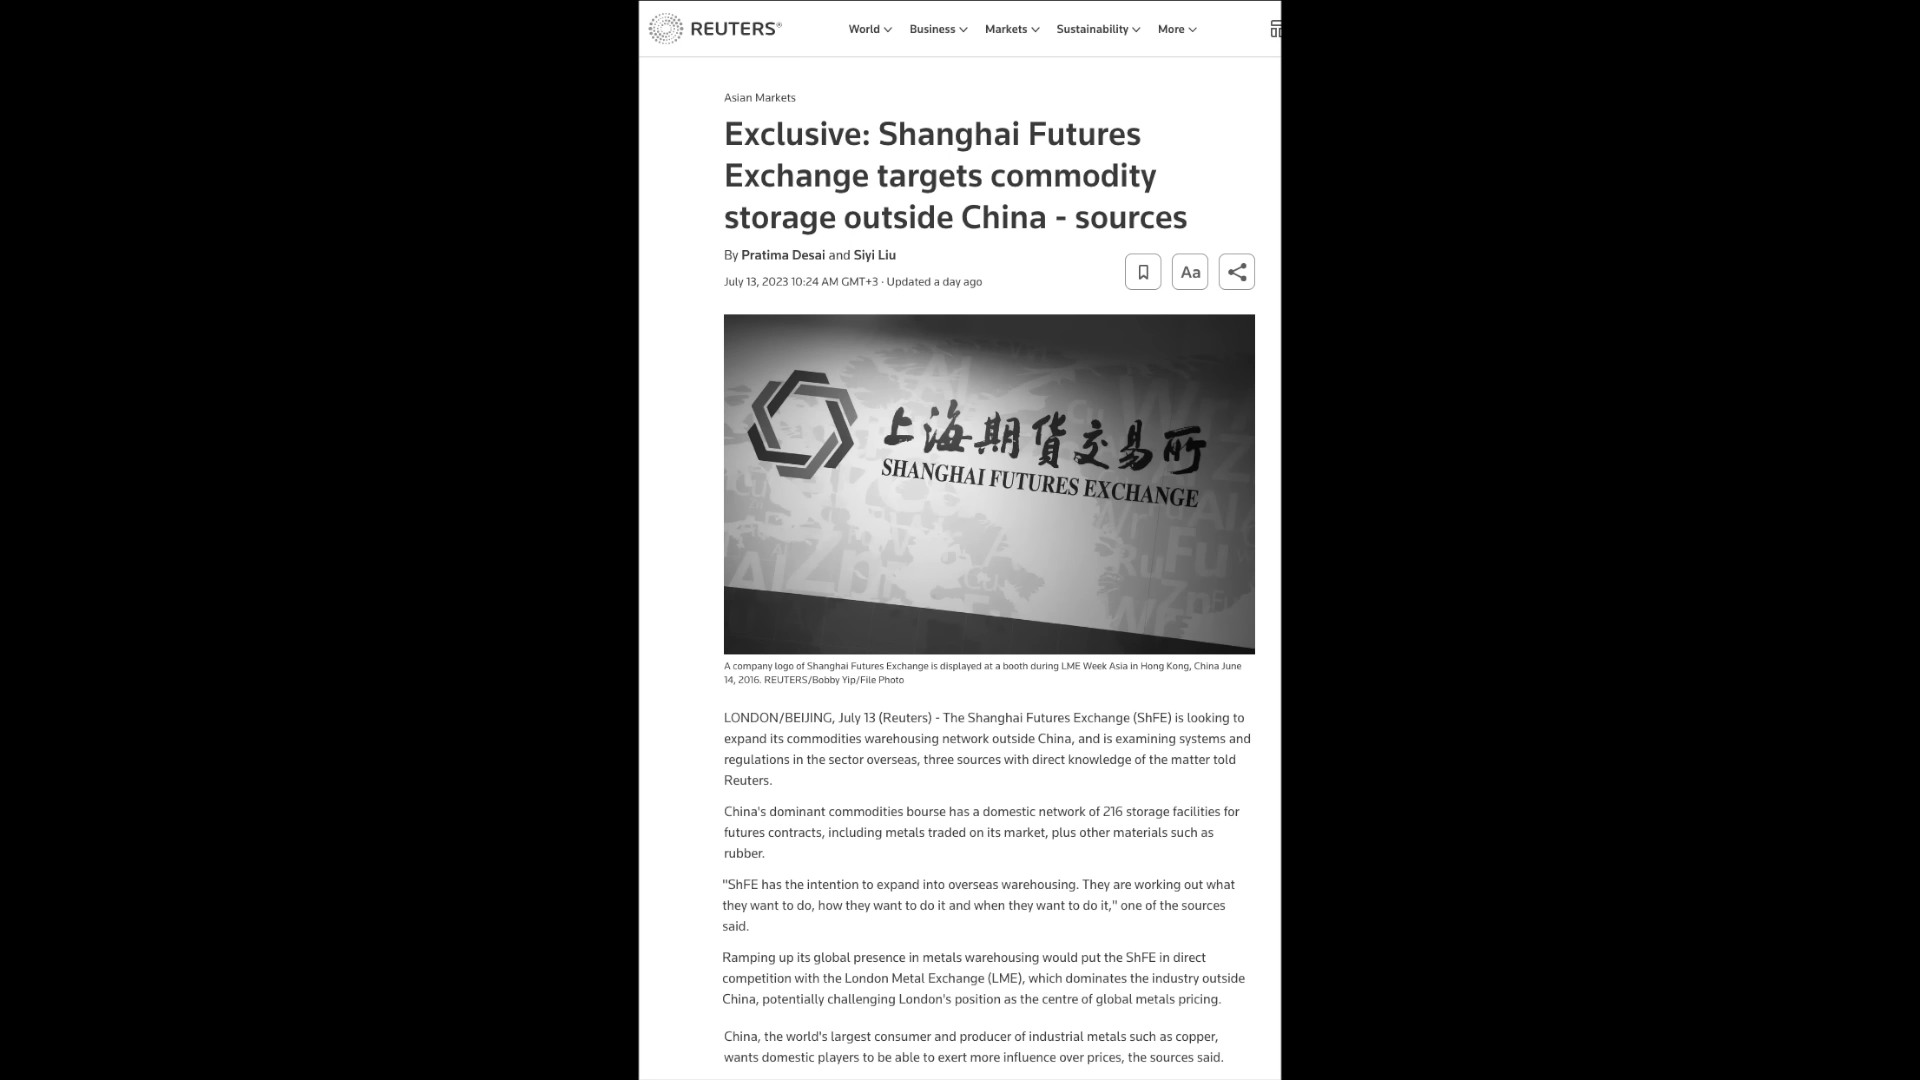 REUTERS®
World
Business
Markets
Sustainability
More
Asian Markets
Exclusive: Shanghai Futures
Exchange targets commodity
storage outside China - sources
By Pratima Desai and Siyi Liu
July 13, 2023 10:24 AM GMT+3 · Updated a day ago
Aa
上海期貨交易所
SHANGHAI FUTURES EXCHANGE
Al
Zn
Cu
Wr
Al
Ru
Fu
Zn
Wr
A company logo of Shanghai Futures Exchange is displayed at a booth during LME Week Asia in Hong Kong, China June
14, 2016. REUTERS/Bobby Yip/File Photo
LONDON/BEIJING, July 13 (Reuters) - The Shanghai Futures Exchange (ShFE) is looking to
expand its commodities warehousing network outside China, and is examining systems and
regulations in the sector overseas, three sources with direct knowledge of the matter told
Reuters.
China's dominant commodities bourse has a domestic network of 216 storage facilities for
futures contracts, including metals traded on its market, plus other materials such as
rubber.
"ShFE has the intention to expand into overseas warehousing. They are working out what
they want to do, how they want to do it and when they want to do it," one of the sources
said.
Ramping up its global presence in metals warehousing would put the ShFE in direct
competition with the London Metal Exchange (LME), which dominates the industry outside
China, potentially challenging London's position as the centre of global metals pricing.
China, the world's largest consumer and producer of industrial metals such as copper,
wants domestic players to be able to exert more influence over prices, the sources said.